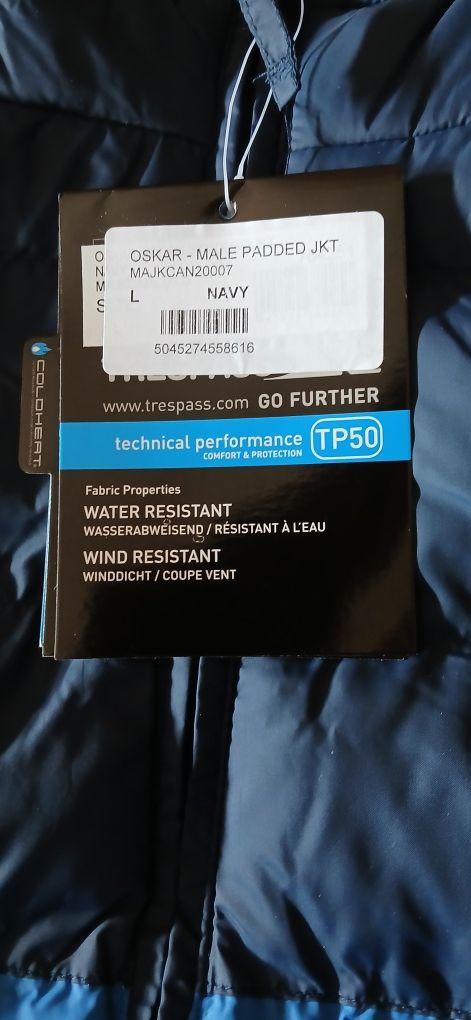 OSKAR - MALE PADDED JKT
MAJKCAN20007
L NAVY
5045274558616
COLDHEAT
www.trespass.com GO FURTHER
technical performance TP50
COMFORT & PROTECTION
Fabric Properties
WATER RESISTANT
WASSERABWEISEND / RÉSISTANT À L'EAU
WIND RESISTANT
WINDDICHT / COUPE VENT